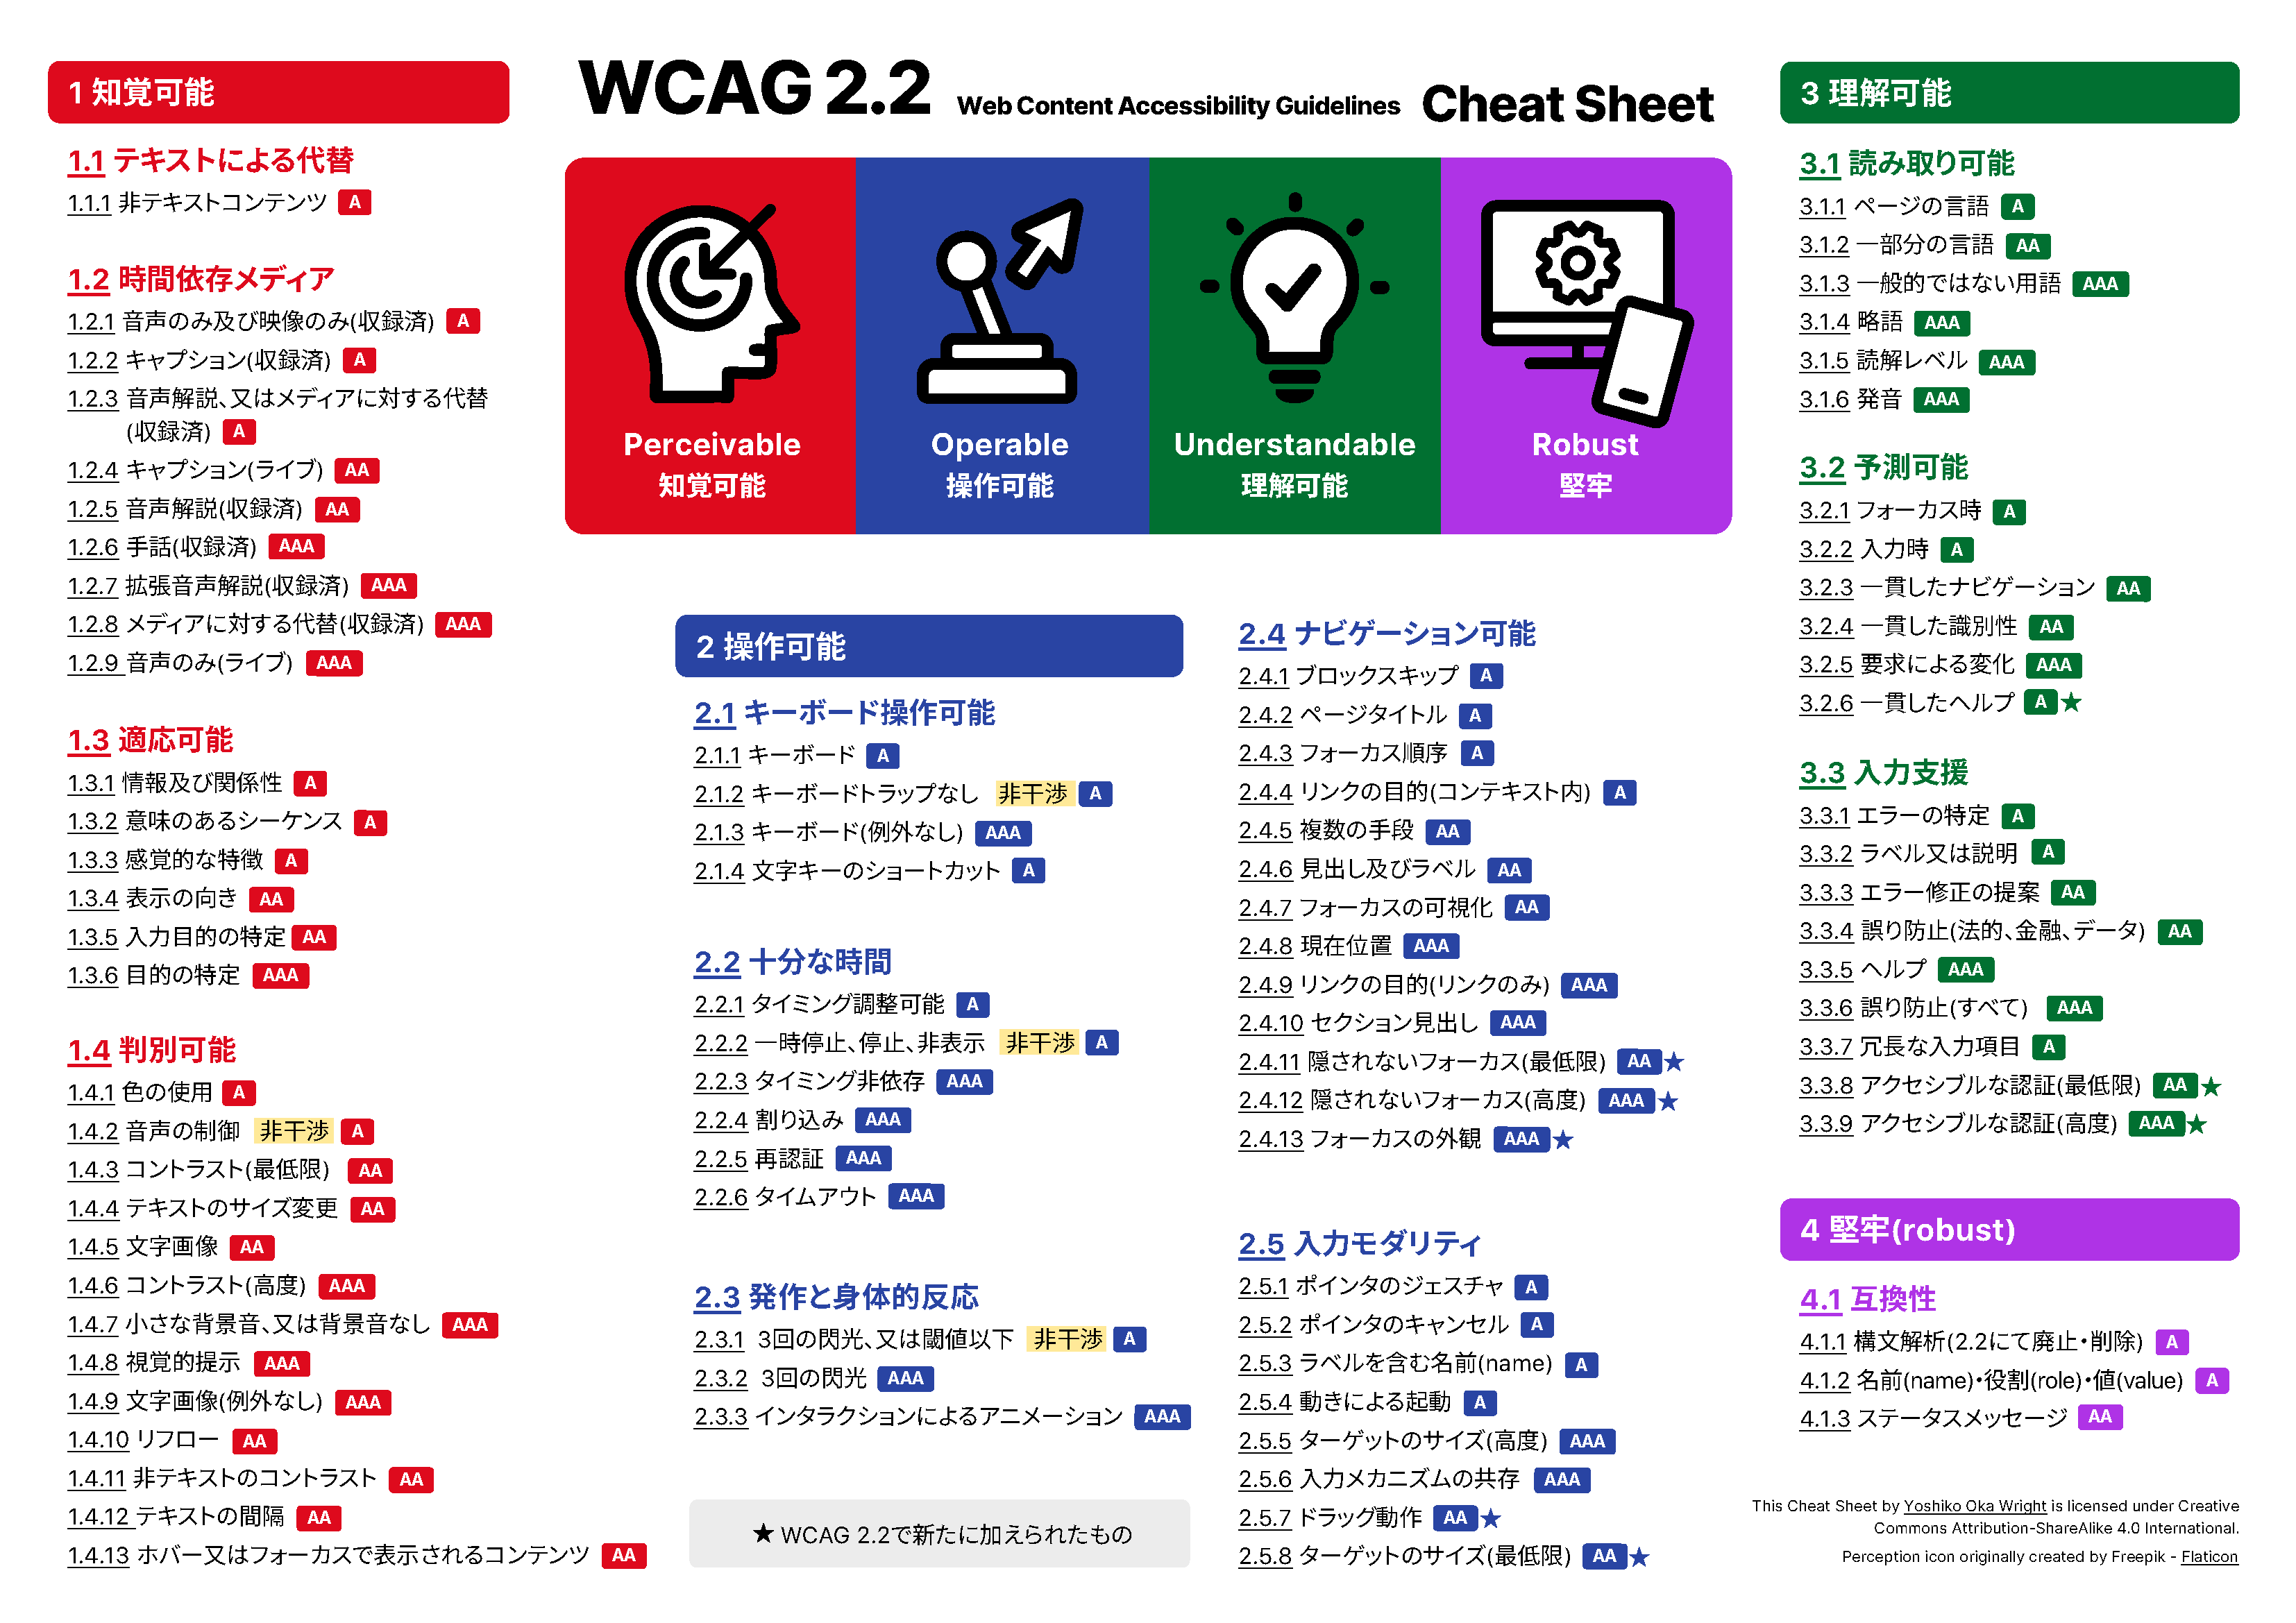 WCAG 2.2 Web Content Accessibility Guidelines Cheat Sheet
Perceivable
知覚可能
Operable
操作可能
Understandable
理解可能
Robust
堅牢
1 知覚可能
1.1 テキストによる代替
1.1.1 非テキストコンテンツ A
1.2 時間依存メディア
1.2.1 音声のみ及び映像のみ(収録済) A
1.2.2 キャプション(収録済) A
1.2.3 音声解説、又はメディアに対する代替
(収録済) A
1.2.4 キャプション(ライブ) AA
1.2.5 音声解説(収録済) AA
1.2.6 手話(収録済) AAA
1.2.7 拡張音声解説(収録済) AAA
1.2.8 メディアに対する代替(収録済) AAA
1.2.9 音声のみ(ライブ) AAA
1.3 適応可能
1.3.1 情報及び関係性 A
1.3.2 意味のあるシーケンス A
1.3.3 感覚的な特徴 A
1.3.4 表示の向き AA
1.3.5 入力目的の特定 AA
1.3.6 目的の特定 AAA
1.4 判別可能
1.4.1 色の使用 A
1.4.2 音声の制御 非干渉 A
1.4.3 コントラスト(最低限) AA
1.4.4 テキストのサイズ変更 AA
1.4.5 文字画像 AA
1.4.6 コントラスト(高度) AAA
1.4.7 小さな背景音、又は背景音なし AAA
1.4.8 視覚的提示 AAA
1.4.9 文字画像(例外なし) AAA
1.4.10 リフロー AA
1.4.11 非テキストのコントラスト AA
1.4.12 テキストの間隔 AA
1.4.13 ホバー又はフォーカスで表示されるコンテンツ AA
2 操作可能
2.1 キーボード操作可能
2.1.1 キーボード A
2.1.2 キーボードトラップなし 非干渉 A
2.1.3 キーボード(例外なし) AAA
2.1.4 文字キーのショートカット A
2.2 十分な時間
2.2.1 タイミング調整可能 A
2.2.2 一時停止、停止、非表示 非干渉 A
2.2.3 タイミング非依存 AAA
2.2.4 割り込み AAA
2.2.5 再認証 AAA
2.2.6 タイムアウト AAA
2.3 発作と身体的反応
2.3.1 3回の閃光、又は閾値以下 非干渉 A
2.3.2 3回の閃光 AAA
2.3.3 インタラクションによるアニメーション AAA
★ WCAG 2.2で新たに加えられたもの
2.4 ナビゲーション可能
2.4.1 ブロックスキップ A
2.4.2 ページタイトル A
2.4.3 フォーカス順序 A
2.4.4 リンクの目的(コンテキスト内) A
2.4.5 複数の手段 AA
2.4.6 見出し及びラベル AA
2.4.7 フォーカスの可視化 AA
2.4.8 現在位置 AAA
2.4.9 リンクの目的(リンクのみ) AAA
2.4.10 セクション見出し AAA
2.4.11 隠されないフォーカス(最低限) AA ★
2.4.12 隠されないフォーカス(高度) AAA ★
2.4.13 フォーカスの外観 AAA ★
2.5 入力モダリティ
2.5.1 ポインタのジェスチャ A
2.5.2 ポインタのキャンセル A
2.5.3 ラベルを含む名前(name) A
2.5.4 動きによる起動 A
2.5.5 ターゲットのサイズ(高度) AAA
2.5.6 入力メカニズムの共存 AAA
2.5.7 ドラッグ動作 AA ★
2.5.8 ターゲットのサイズ(最低限) AA ★
3 理解可能
3.1 読み取り可能
3.1.1 ページの言語 A
3.1.2 一部分の言語 AA
3.1.3 一般的ではない用語 AAA
3.1.4 略語 AAA
3.1.5 読解レベル AAA
3.1.6 発音 AAA
3.2 予測可能
3.2.1 フォーカス時 A
3.2.2 入力時 A
3.2.3 一貫したナビゲーション AA
3.2.4 一貫した識別性 AA
3.2.5 要求による変化 AAA
3.2.6 一貫したヘルプ A ★
3.3 入力支援
3.3.1 エラーの特定 A
3.3.2 ラベル又は説明 A
3.3.3 エラー修正の提案 AA
3.3.4 誤り防止(法的、金融、データ) AA
3.3.5 ヘルプ AAA
3.3.6 誤り防止(すべて) AAA
3.3.7 冗長な入力項目 A
3.3.8 アクセシブルな認証(最低限) AA ★
3.3.9 アクセシブルな認証(高度) AAA ★
4 堅牢(robust)
4.1 互換性
4.1.1 構文解析(2.2にて廃止・削除) A
4.1.2 名前(name)・役割(role)・値(value) A
4.1.3 ステータスメッセージ AA
This Cheat Sheet by Yoshiko Oka Wright is licensed under Creative
Commons Attribution-ShareAlike 4.0 International.
Perception icon originally created by Freepik - Flaticon